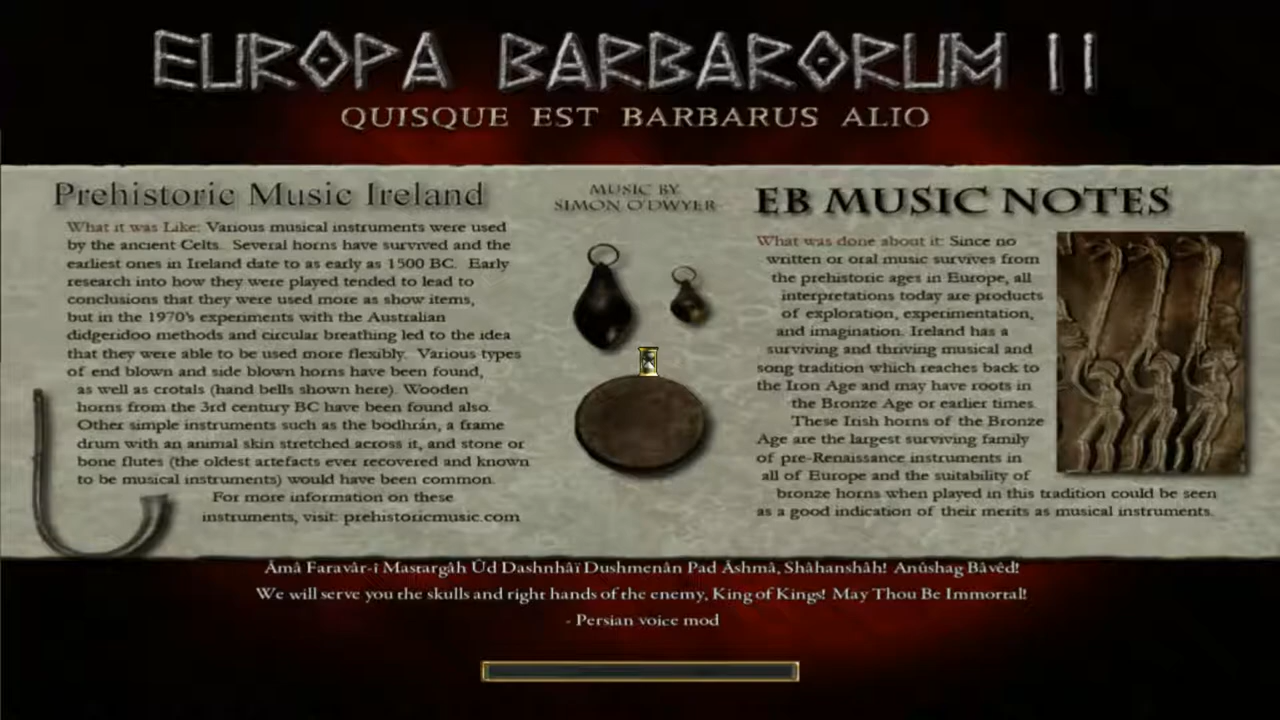 EUROPA BARBARORUM II
QUISQUE EST BARBARUS ALIO
Prehistoric Music Ireland
What it was Like: Various musical instruments were used
by the ancient Celts. Several horns have survived and the
earliest ones in Ireland date to as early as 1500 BC. Early
research into how they were played tended to lead to
conclusions that they were used more as show items,
but in the 1970's experiments with the Australian
didgeridoo methods and circular breathing led to the idea
that they were able to be used more flexibly. Various types
of end blown and side blown horns have been found,
as well as crotals (hand bells shown here). Wooden
horns from the 3rd century BC have been found also.
Other simple instruments such as the bodhrán, a frame
drum with an animal skin stretched across it, and stone or
bone flutes (the oldest artefacts ever recovered and known
to be musical instruments) would have been common.
For more information on these
instruments, visit: prehistoricmusic.com
MUSIC BY
SIMON O'DWYER
EB MUSIC NOTES
What was done about it: Since no
written or oral music survives from
the prehistoric ages in Europe, all
interpretations today are products
of exploration, experimentation,
and imagination. Ireland has a
surviving and thriving musical and
song tradition which reaches back to
the Iron Age and may have roots in
the Bronze Age or earlier times.
These Irish horns of the Bronze
Age are the largest surviving family
of pre-Renaissance instruments in
all of Europe and the suitability of
bronze horns when played in this tradition could be seen
as a good indication of their merits as musical instruments.
Āmâ Faravâr-î Mastargâh Ūd Dashnhâï Dushmenân Pad Āshmâ, Shâhanshâh! Anûshag Bâvêd!
We will serve you the skulls and right hands of the enemy, King of Kings! May Thou Be Immortal!
- Persian voice mod